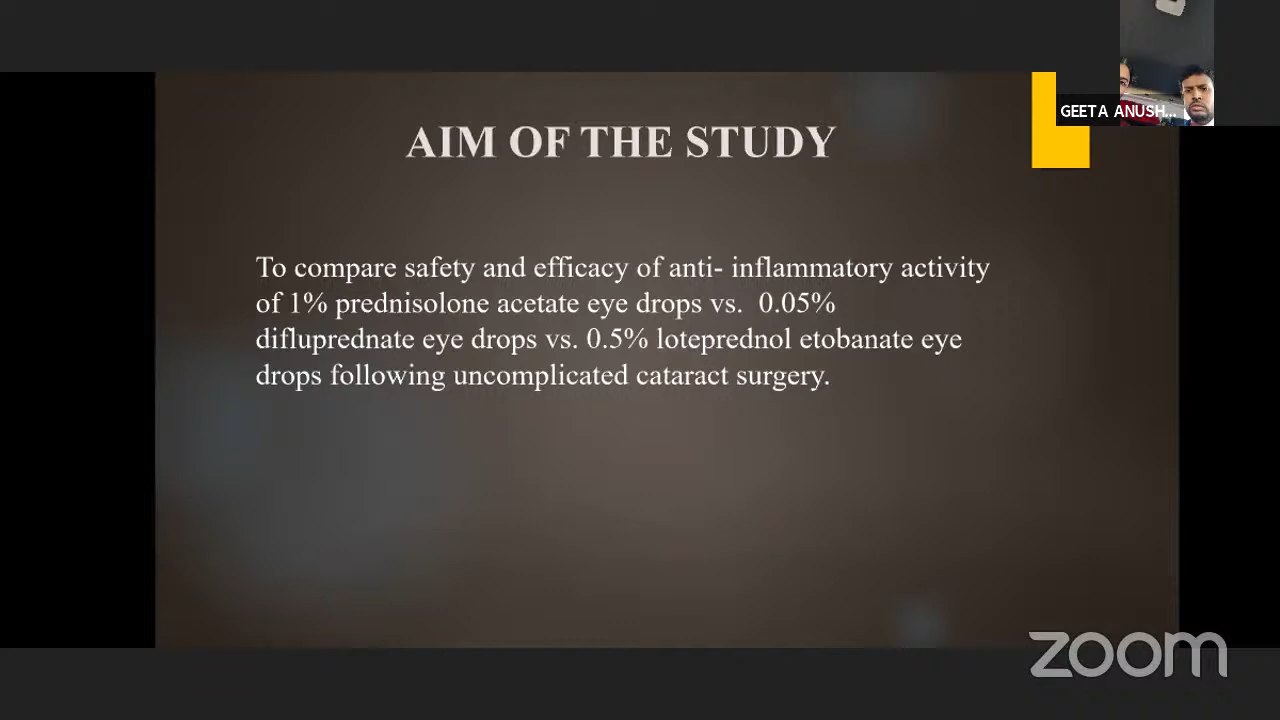 GEETA ANUSH...
AIM OF THE STUDY
To compare safety and efficacy of anti- inflammatory activity
of 1% prednisolone acetate eye drops vs. 0.05%
difluprednate eye drops vs. 0.5% loteprednol etobanate eye
drops following uncomplicated cataract surgery.
zoom